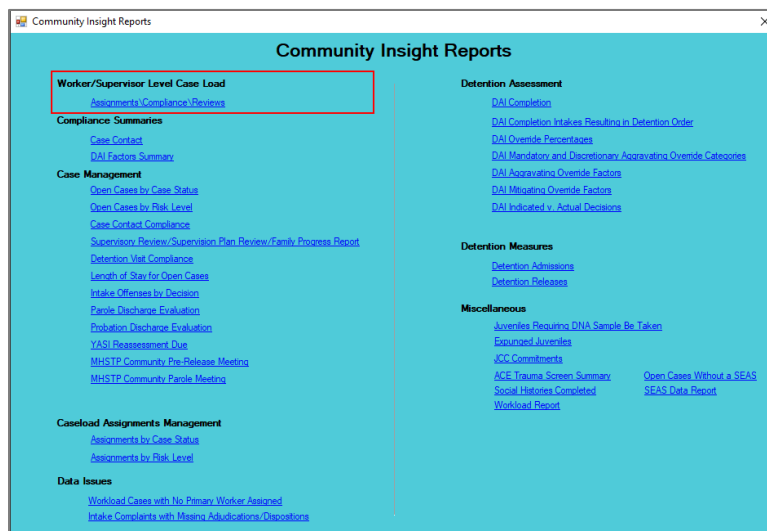 Community Insight Reports
Community Insight Reports
Worker/Supervisor Level Case Load
Assignments\Compliance\Reviews
Compliance Summaries
Case Contact
DAI Factors Summary
Case Management
Open Cases by Case Status
Open Cases by Risk Level
Case Contact Compliance
Supervisory Review/Supervision Plan Review/Family Progress Report
Detention Visit Compliance
Length of Stay for Open Cases
Intake Offenses by Decision
Parole Discharge Evaluation
Probation Discharge Evaluation
YASI Reassessment Due
MHSTP Community Pre-Release Meeting
MHSTP Community Parole Meeting
Caseload Assignments Management
Assignments by Case Status
Assignments by Risk Level
Data Issues
Workload Cases with No Primary Worker Assigned
Intake Complaints with Missing Adjudications/Dispositions
Detention Assessment
DAI Completion
DAI Completion Intakes Resulting in Detention Order
DAI Override Percentages
DAI Mandatory and Discretionary Aggravating Override Categories
DAI Aggravating Override Factors
DAI Mitigating Override Factors
DAI Indicated v. Actual Decisions
Detention Measures
Detention Admissions
Detention Releases
Miscellaneous
Juveniles Requiring DNA Sample Be Taken
Expunged Juveniles
JCC Commitments
ACE Trauma Screen Summary Open Cases Without a SEAS
Social Histories Completed SEAS Data Report
Workload Report